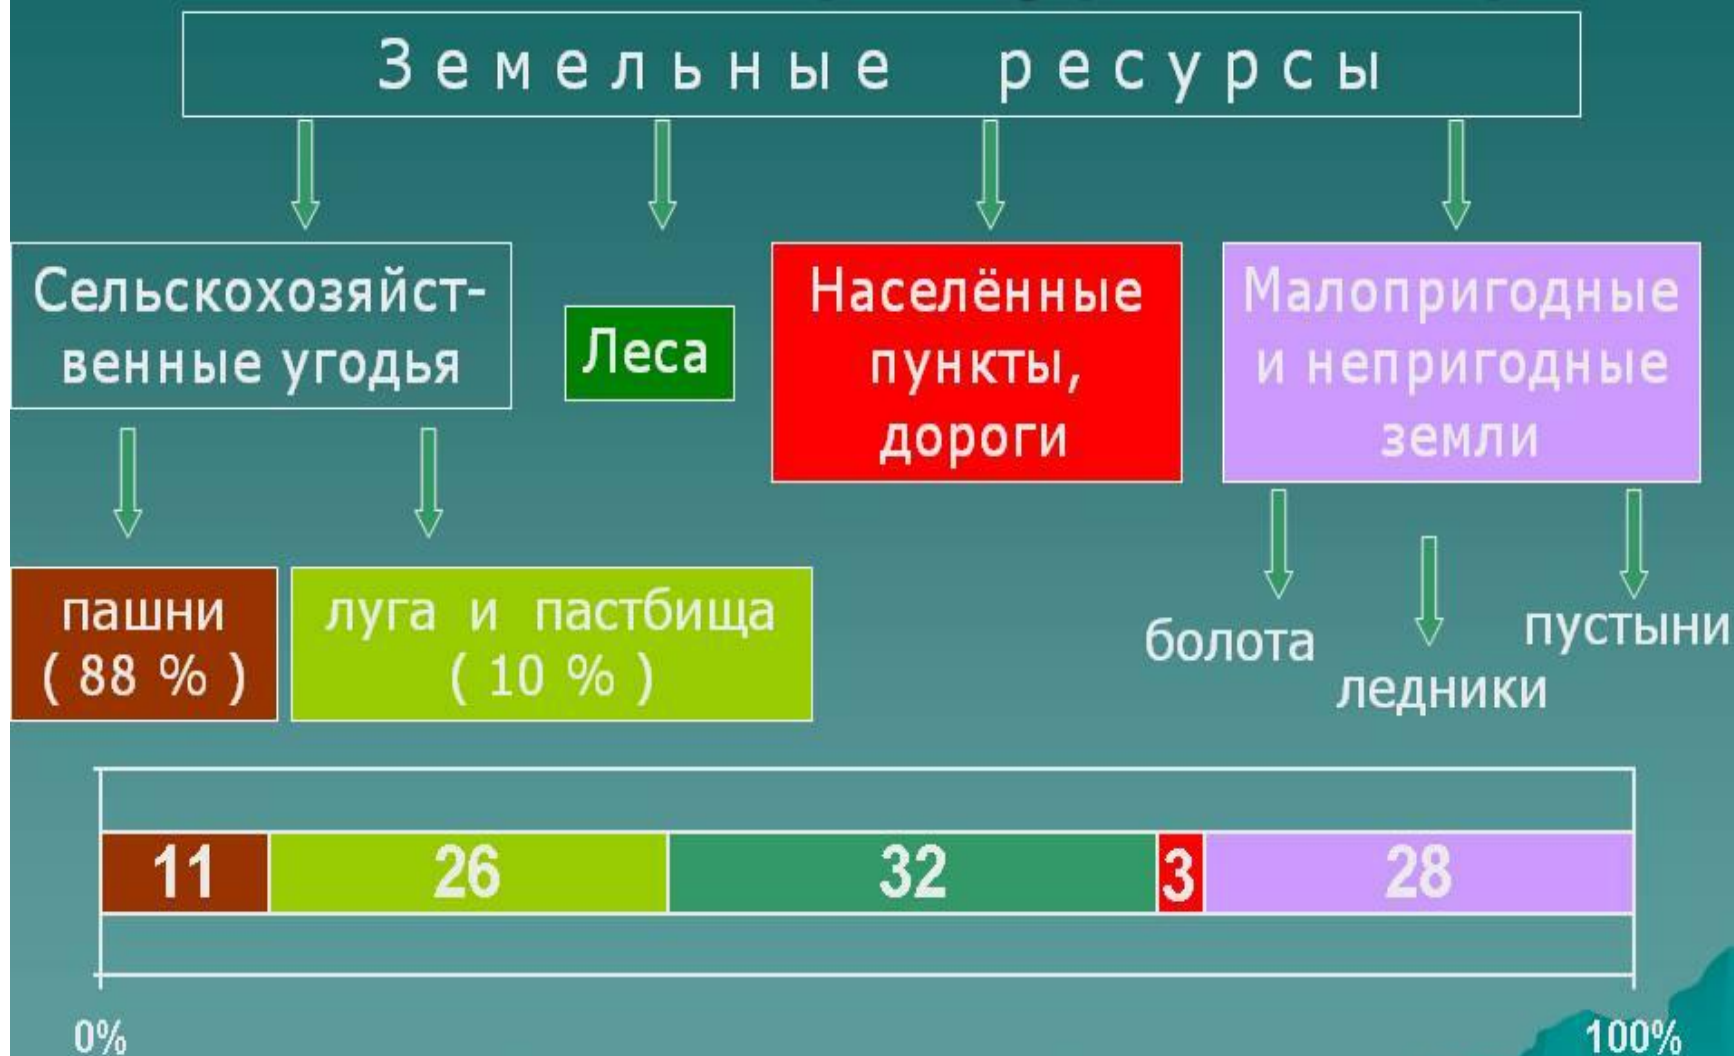 Земельные ресурсы
Сельскохозяйст-
венные угодья
Леса
Населённые
пункты,
дороги
Малопригодные
и непригодные
земли
пашни
( 88 % )
луга и пастбища
( 10 % )
болота
ледники
пустыни
11 26 32 3 28
0% 100%